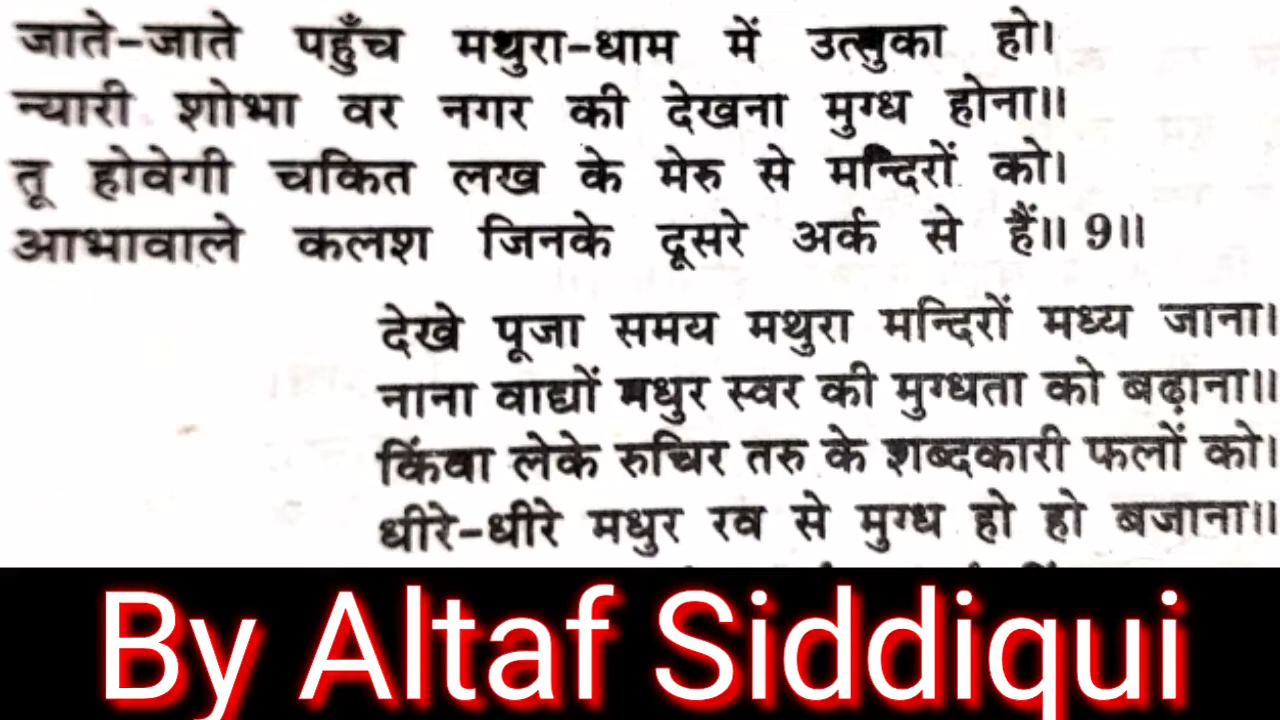 जाते-जाते पहुँच मथुरा-धाम में उत्सुका हो।
न्यारी शोभा वर नगर की देखना मुग्ध होना॥
तू होवेगी चकित लख के मेरु से मन्दिरों को।
आभावाले कलश जिनके दूसरे अर्क से हैं॥ 9॥
देखे पूजा समय मथुरा मन्दिरों मध्य जाना।
नाना वाद्यों मधुर स्वर की मुग्धता को बढ़ाना॥
किंवा लेके रुचिर तरु के शब्दकारी फलों को।
धीरे-धीरे मधुर रव से मुग्ध हो हो बजाना॥
By Altaf Siddiqui